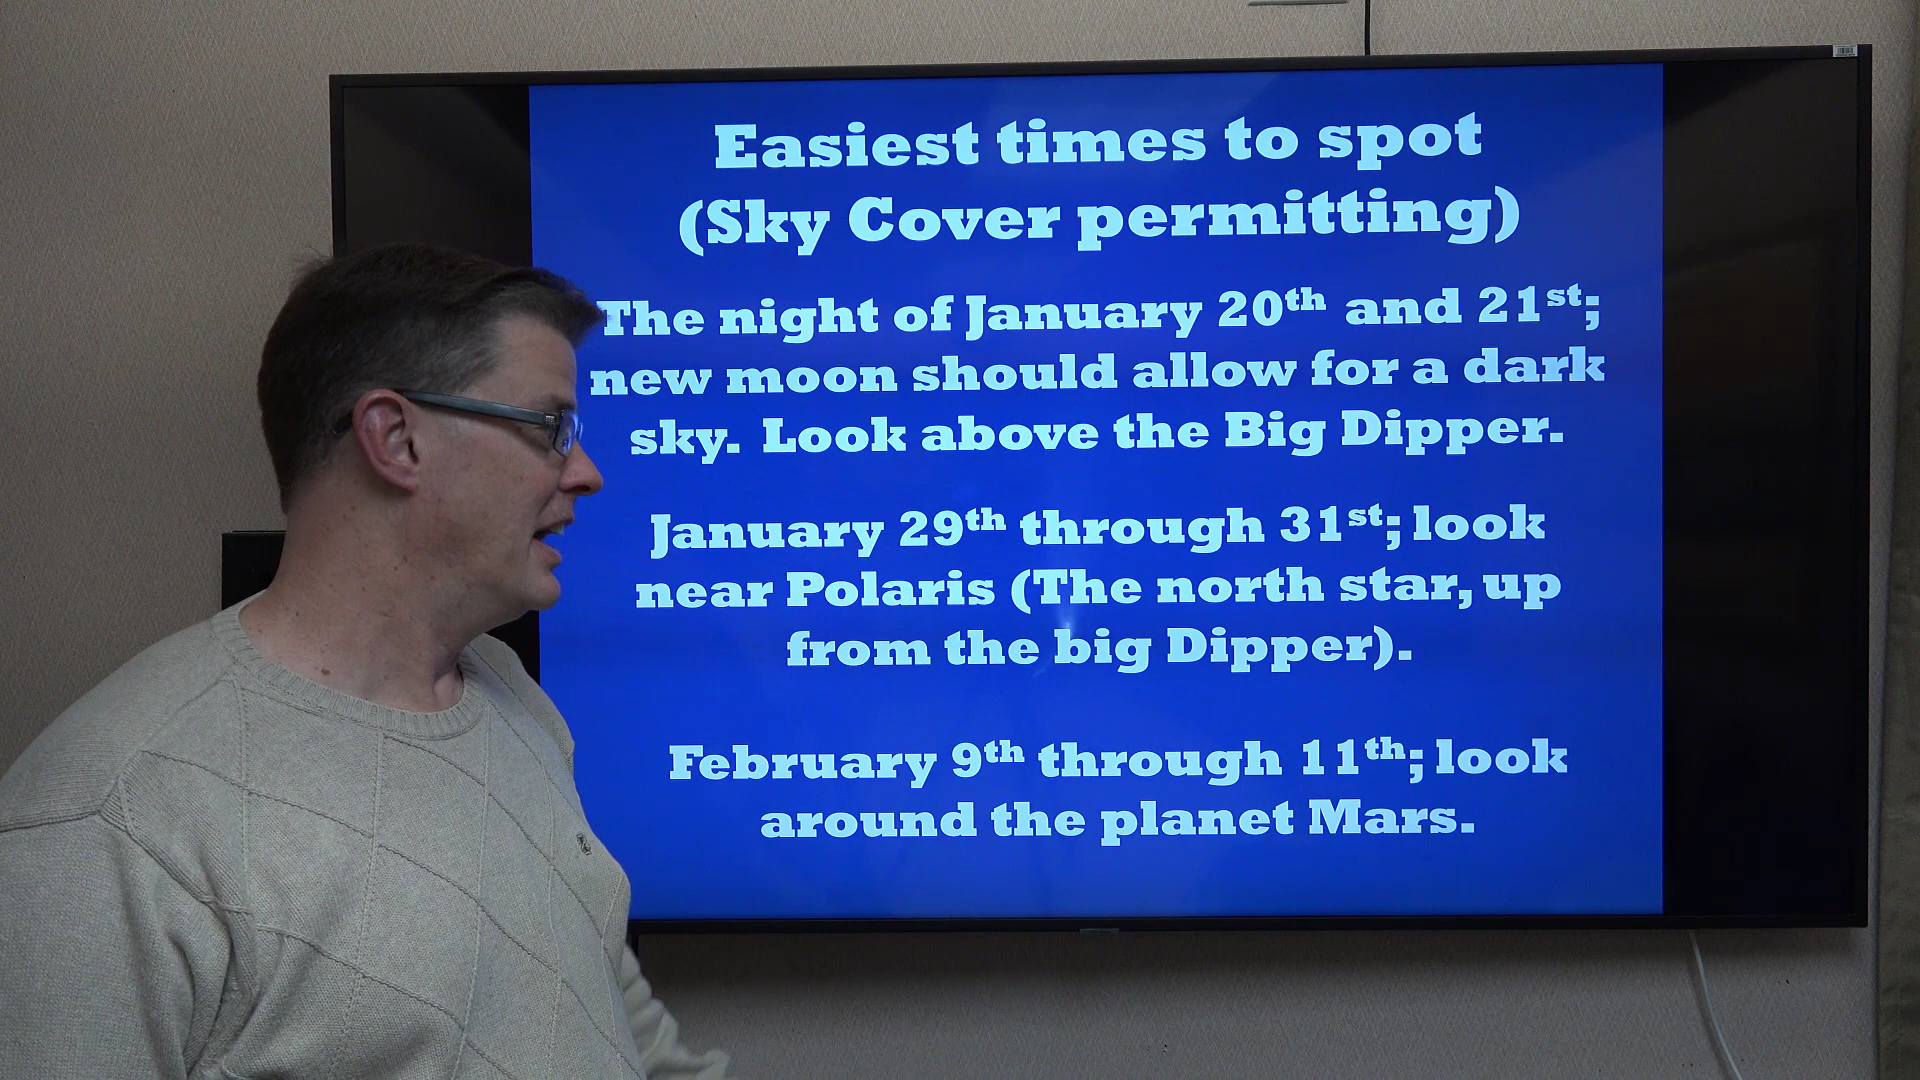 Easiest times to spot
(Sky Cover permitting)
The night of January 20th and 21st;
new moon should allow for a dark
sky. Look above the Big Dipper.
January 29th through 31st; look
near Polaris (The north star, up
from the big Dipper).
February 9th through 11th; look
around the planet Mars.